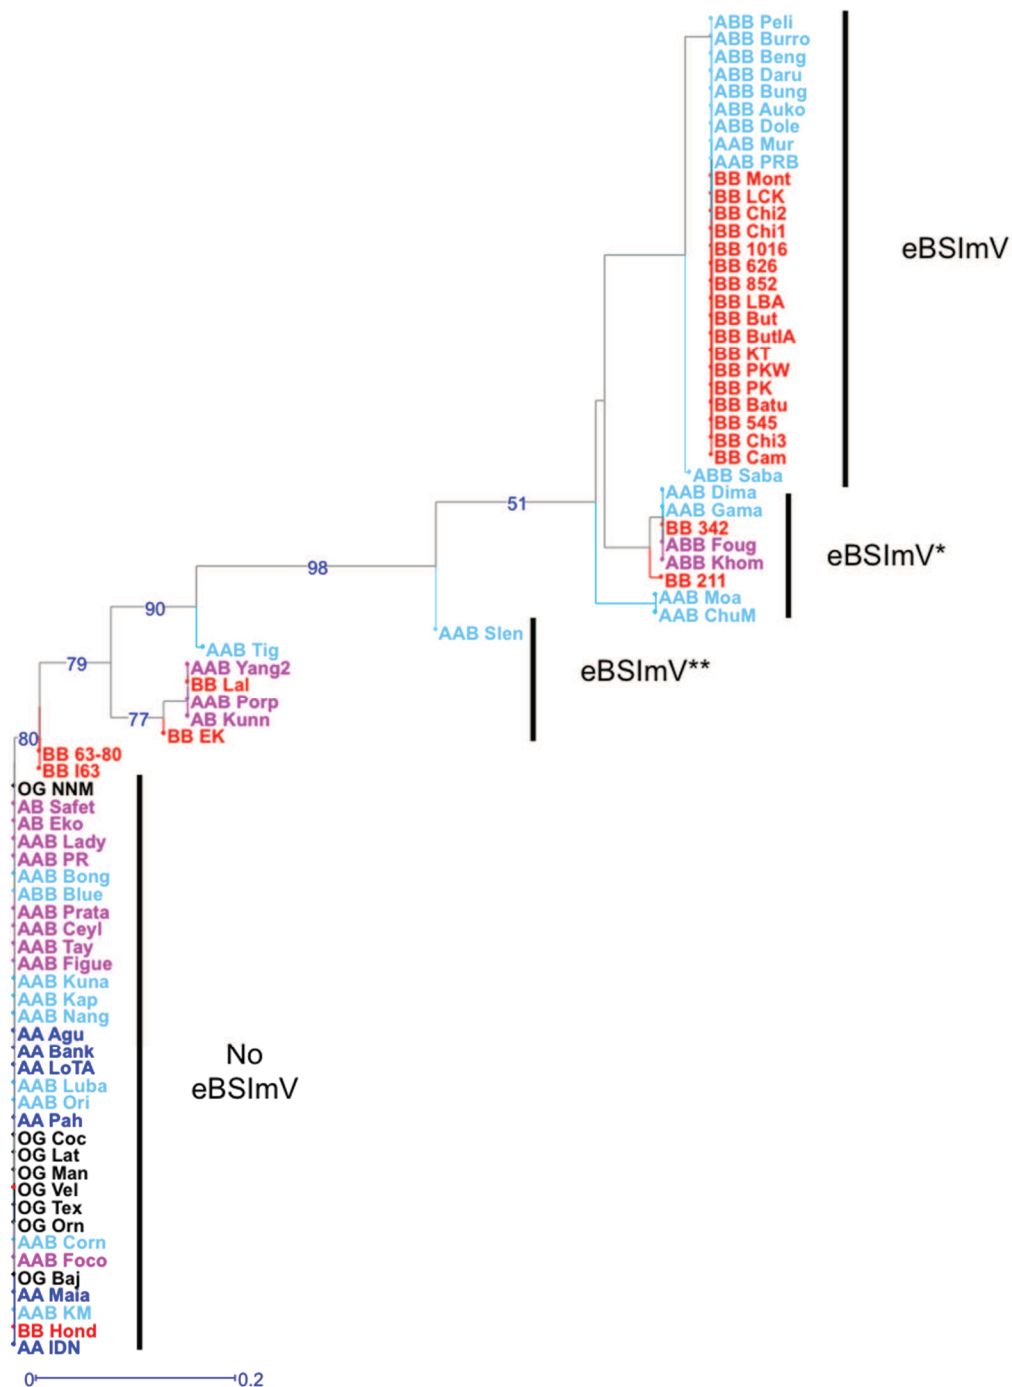 ABB Peli
ABB Burro
ABB Beng
ABB Daru
ABB Bung
ABB Auko
ABB Dole
AAB Mur
AAB PRB
BB Mont
BB LCK
BB Chi2
BB Chi1
BB 1016
eBSImV
BB 626
BB 852
BB LBA
BB But
BB ButIA
BB KT
BB PKW
BB PK
BB Batu
BB 545
BB Chi3
BB Cam
ABB Saba
AAB Dima
51
AAB Gama
BB 342
ABB Foug
eBSImV*
ABB Khom
98
BB 211
AAB Moa
90
AAB ChuM
AAB Slen
AAB Tig
79
AAB Yang2
eBSImV**
BB Lal
AAB Porp
77
AB Kunn
80
BB EK
BB 63-80
BB I63
OG NNM
AB Safet
AB Eko
AAB Lady
AAB PR
AAB Bong
ABB Blue
AAB Prata
AAB Ceyl
AAB Tay
AAB Figue
AAB Kuna
AAB Kap
AAB Nang
AA Agu
AA Bank
No
eBSImV
AA LoTA
AAB Luba
AAB Ori
AA Pah
OG Coc
OG Lat
OG Man
OG Vel
OG Tex
OG Orn
AAB Corn
AAB Foco
OG Baj
AA Maia
AAB KM
BB Hond
AA IDN
0 0.2